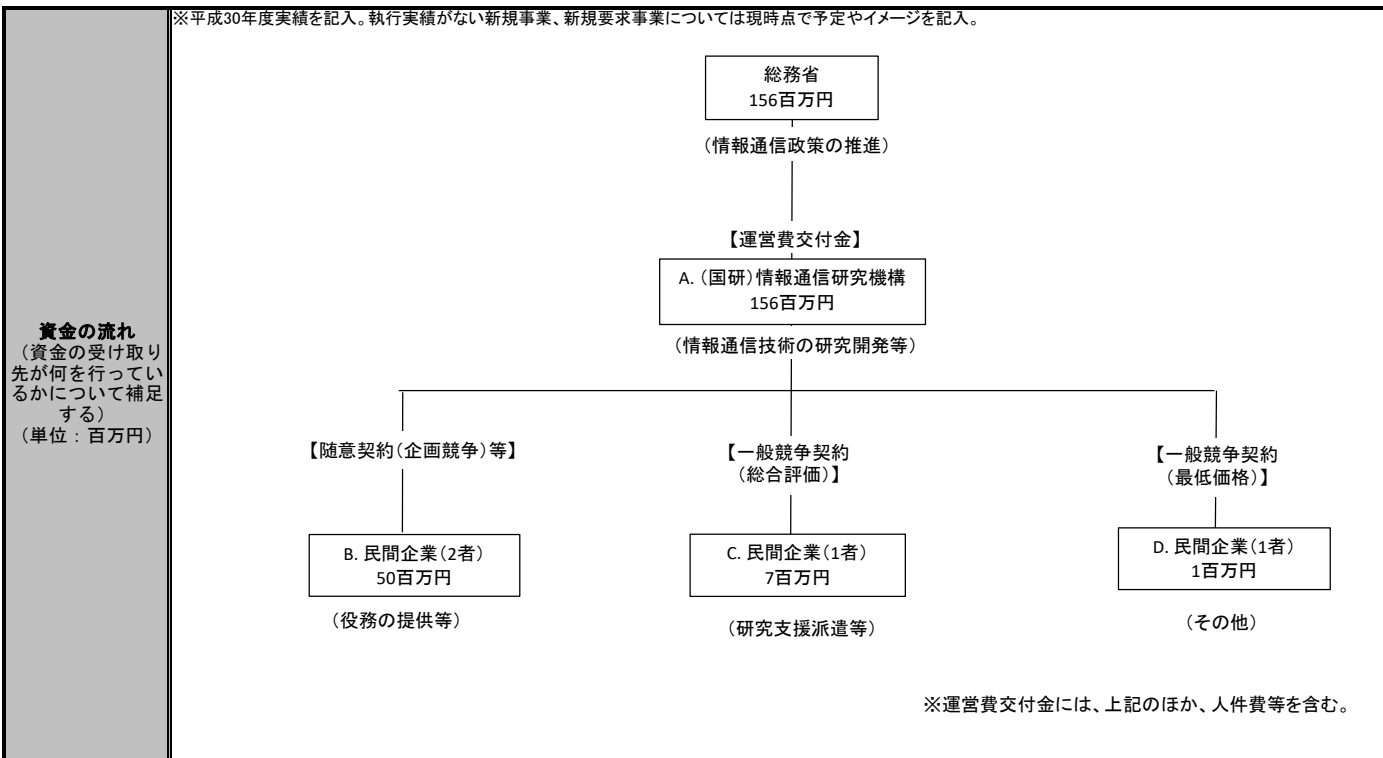 ※平成30年度実績を記入。執行実績がない新規事業、新規要求事業については現時点で予定やイメージを記入。
資金の流れ
（資金の受け取り
先が何を行ってい
るかについて補足
する）
（単位：百万円）
総務省
156百万円
（情報通信政策の推進）
【運営費交付金】
A.（国研）情報通信研究機構
156百万円
（情報通信技術の研究開発等）
【随意契約（企画競争）等】
B. 民間企業（2者）
50百万円
（役務の提供等）
【一般競争契約
（総合評価）】
C. 民間企業（1者）
7百万円
（研究支援派遣等）
【一般競争契約
（最低価格）】
D. 民間企業（1者）
1百万円
（その他）
※運営費交付金には、上記のほか、人件費等を含む。